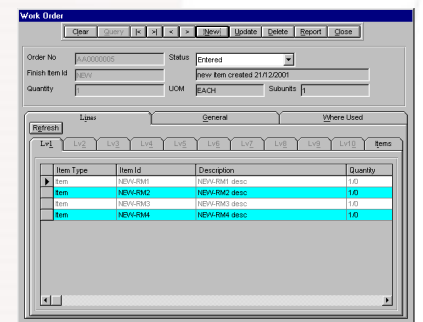 Work Order
Clear Query |< >| < > New Update Delete Report Close
Order No AA0000005 Status Entered
Finish Item Id NEW new item created 21/12/2001
Quantity 1 UOM EACH Subunits 1
Lines General Where Used
Refresh
Lv1 Lv2 Lv3 Lv4 Lv5 Lv6 Lv7 Lv8 Lv9 Lv10 Items
Item Type Item Id Description Quantity
Item NEW-RM1 NEW-RM1 desc 1/0
Item NEW-RM2 NEW-RM2 desc 1/0
Item NEW-RM3 NEW-RM3 desc 1/0
Item NEW-RM4 NEW-RM4 desc 1/0